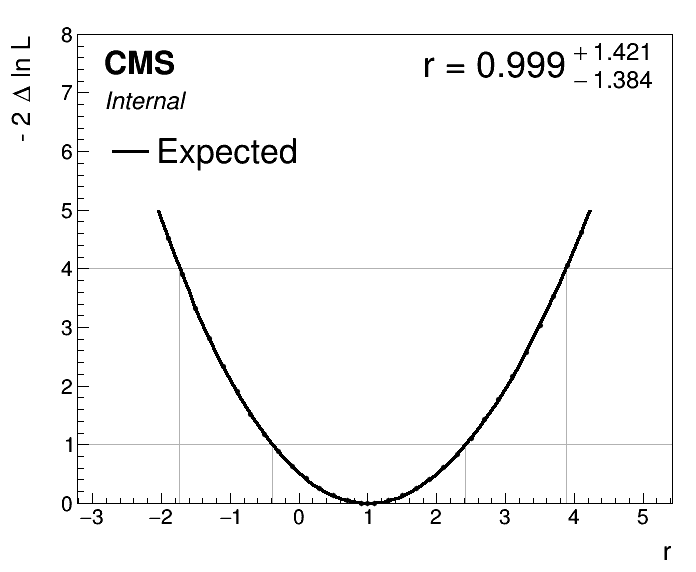 CMS
Internal
r = 0.999 +1.421 −1.384
Expected
- 2 Δ ln L
8
7
6
5
4
3
2
1
0
−3 −2 −1 0 1 2 3 4 5
r